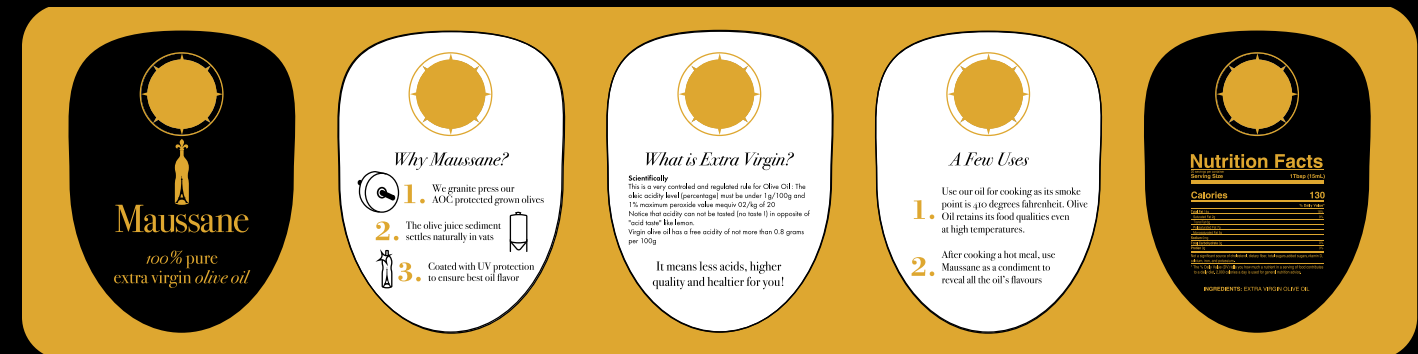 Maussane
100% pure
extra virgin olive oil
Why Maussane?
1. We granite press our
AOC protected grown olives
2. The olive juice sediment
settles naturally in vats
3. Coated with UV protection
to ensure best oil flavor
What is Extra Virgin?
Scientifically
This is a very controled and regulated rule for Olive Oil : The
oleic acidity level (percentage) must be under 1g/100g and
1% maximum peroxide value mequiv 02/kg of 20
Notice that acidity can not be tasted (no taste !) in opposite of
"acid taste" like lemon.
Virgin olive oil has a free acidity of not more than 0.8 grams
per 100g
It means less acids, higher
quality and healtier for you!
A Few Uses
1. Use our oil for cooking as its smoke
point is 410 degrees fahrenheit. Olive
Oil retains its food qualities even
at high temperatures.
2. After cooking a hot meal, use
Maussane as a condiment to
reveal all the oil's flavours
Nutrition Facts
Serving Size 1Tbsp (15mL)
Calories 130
% Daily Value*
INGREDIENTS: EXTRA VIRGIN OLIVE OIL